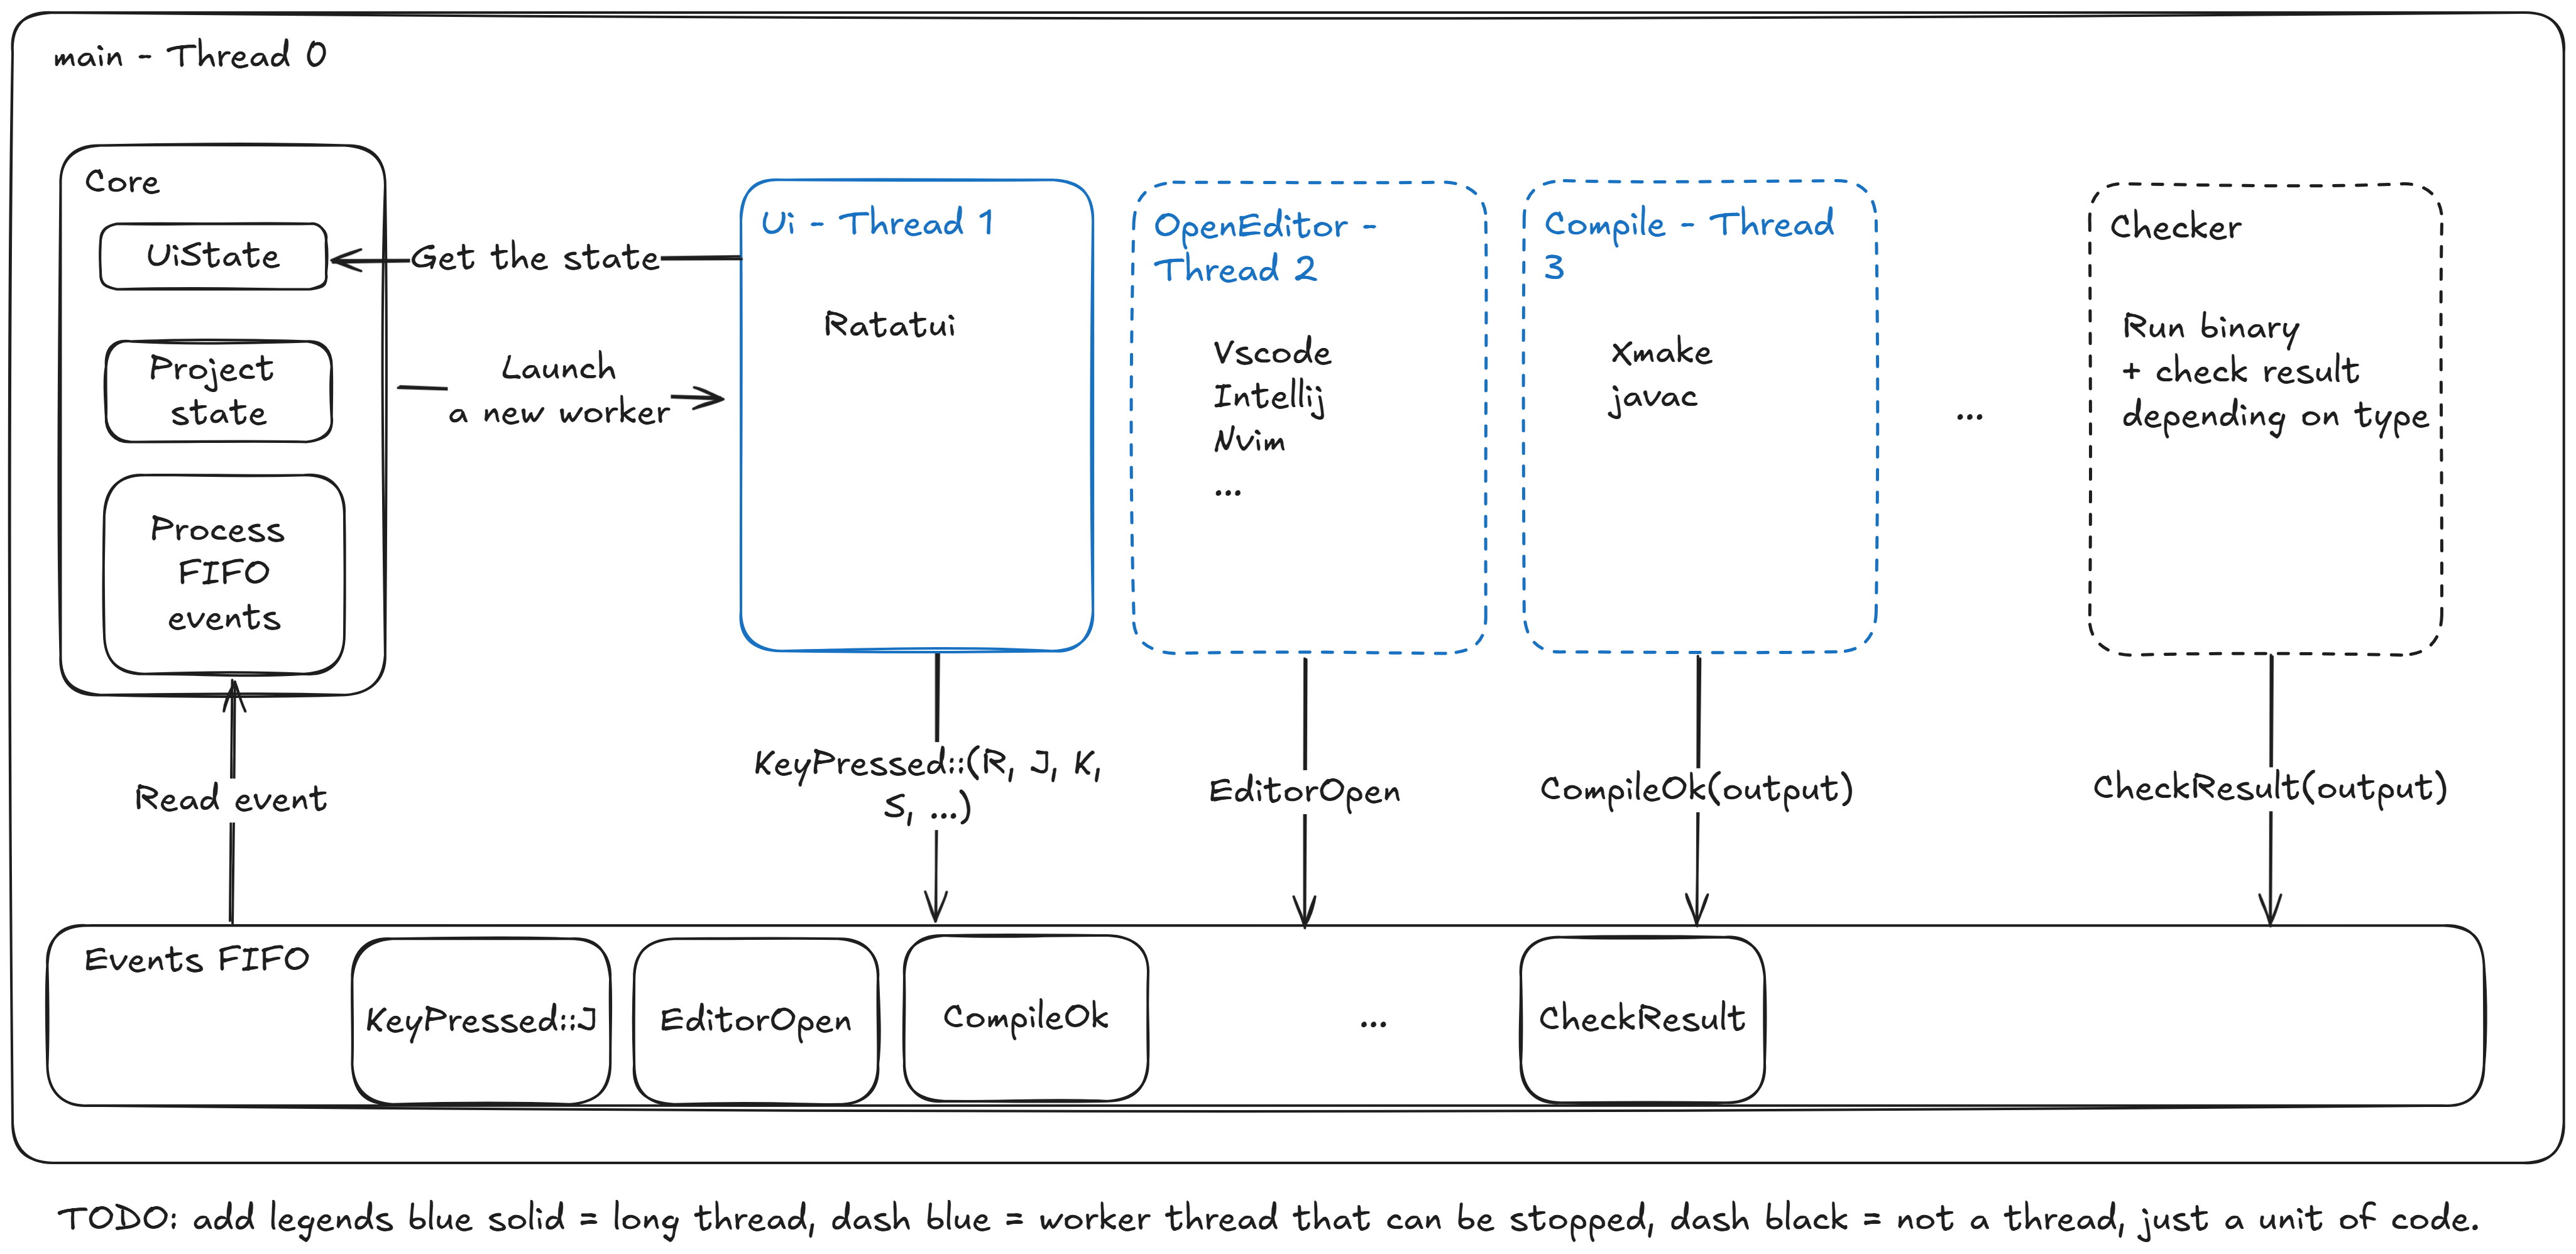 main - Thread 0
Core
UiState
Get the state
Project
state
Launch
a new worker
Process
FIFO
events
Ui - Thread 1
Ratatui
OpenEditor -
Thread 2
Vscode
Intellij
Nvim
...
Compile - Thread
3
Xmake
javac
...
Checker
Run binary
+ check result
depending on type
Read event
KeyPressed::(R, J, K,
S, ...)
EditorOpen
CompileOk(output)
CheckResult(output)
Events FIFO
KeyPressed::J
EditorOpen
CompileOk
...
CheckResult
TODO: add legends blue solid = long thread, dash blue = worker thread that can be stopped, dash black = not a thread, just a unit of code.